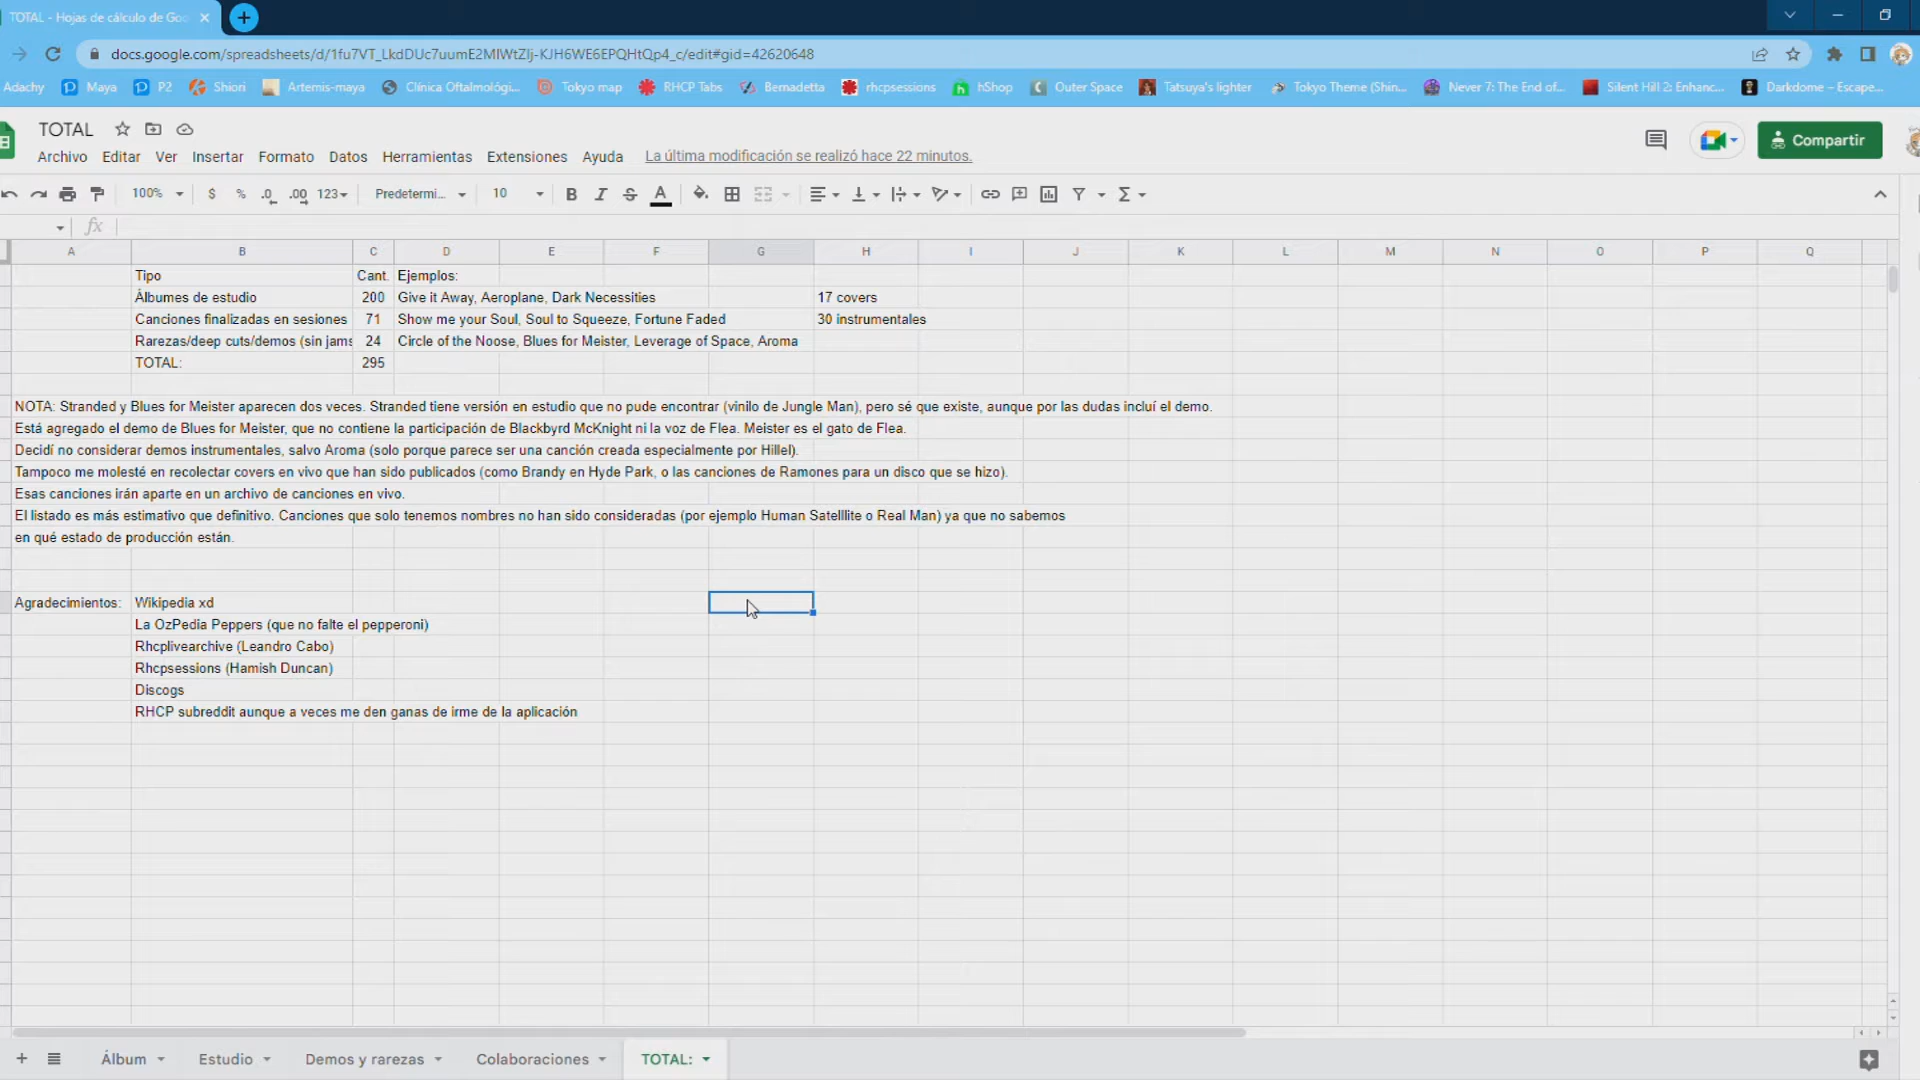 TOTAL - Hojas de cálculo de Goo
docs.google.com/spreadsheets/d/1fu7VT_LkdDUc7uumE2MlWtZIj-KJH6WE6EPQHtQp4_c/edit#gid=42620648
Adachy Maya P2 Shiori Artemis-maya Clínica Oftalmológi... Tokyo map RHCP Tabs Bernadetta rhcpsessions hShop Outer Space Tatsuya's lighter Tokyo Theme (Shin... Never 7: The End of... Silent Hill 2: Enhanc... Darkdome – Escape...
TOTAL
Archivo Editar Ver Insertar Formato Datos Herramientas Extensiones Ayuda La última modificación se realizó hace 22 minutos.
Compartir
100% $ % .0 .00 123 Predetermi... 10 B I S A
fx
A B C D E F G H I J K L M N O P Q
Tipo Cant. Ejemplos:
Álbumes de estudio 200 Give it Away, Aeroplane, Dark Necessities 17 covers
Canciones finalizadas en sesiones 71 Show me your Soul, Soul to Squeeze, Fortune Faded 30 instrumentales
Rarezas/deep cuts/demos (sin jams 24 Circle of the Noose, Blues for Meister, Leverage of Space, Aroma
TOTAL: 295
NOTA: Stranded y Blues for Meister aparecen dos veces. Stranded tiene versión en estudio que no pude encontrar (vinilo de Jungle Man), pero sé que existe, aunque por las dudas incluí el demo.
Está agregado el demo de Blues for Meister, que no contiene la participación de Blackbyrd McKnight ni la voz de Flea. Meister es el gato de Flea.
Decidí no considerar demos instrumentales, salvo Aroma (solo porque parece ser una canción creada especialmente por Hillel).
Tampoco me molesté en recolectar covers en vivo que han sido publicados (como Brandy en Hyde Park, o las canciones de Ramones para un disco que se hizo).
Esas canciones irán aparte en un archivo de canciones en vivo.
El listado es más estimativo que definitivo. Canciones que solo tenemos nombres no han sido consideradas (por ejemplo Human Satelllite o Real Man) ya que no sabemos
en qué estado de producción están.
Agradecimientos: Wikipedia xd
La OzPedia Peppers (que no falte el pepperoni)
Rhcplivearchive (Leandro Cabo)
Rhcpsessions (Hamish Duncan)
Discogs
RHCP subreddit aunque a veces me den ganas de irme de la aplicación
Álbum Estudio Demos y rarezas Colaboraciones TOTAL: